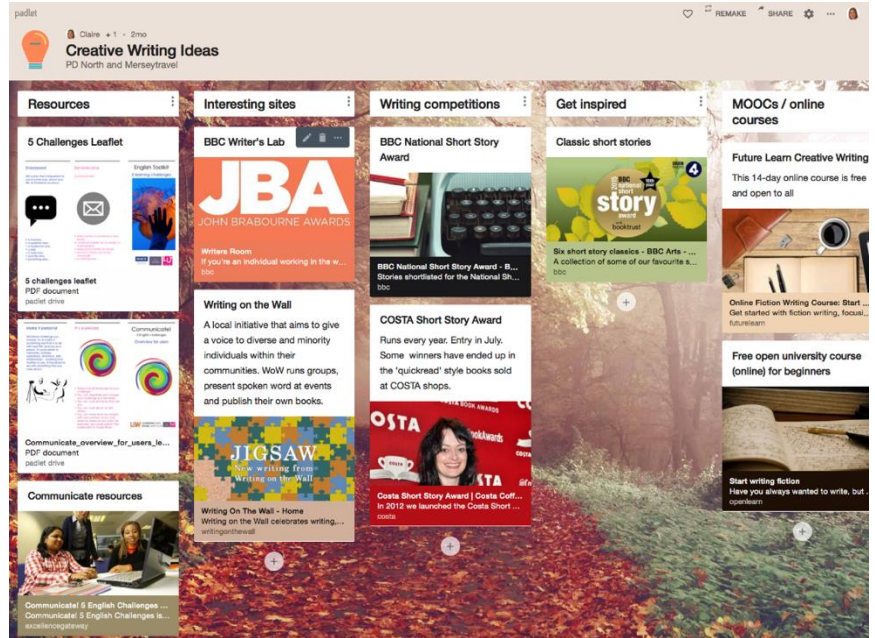 padlet
REMAKE
SHARE
Claire + 1 · 2mo
Creative Writing Ideas
PD North and Merseytravel
Resources
5 Challenges Leaflet
English Toolkit
5 challenges leaflet
PDF document
padlet drive
Communicate!
Communicate_overview_for_users_le...
PDF document
padlet drive
Communicate resources
Communicate! 5 English Challenges ...
Communicate! 5 English Challenges is...
excellencegateway
Interesting sites
BBC Writer's Lab
JBA
JOHN BRABOURNE AWARDS
Writers Room
If you're an individual working in the w...
bbc
Writing on the Wall
A local initiative that aims to give
a voice to diverse and minority
individuals within their
communities. WoW runs groups,
present spoken word at events
and publish their own books.
JIGSAW
New writing from
Writing on the Wall
Writing On The Wall - Home
Writing on the Wall celebrates writing,...
writingonthewall
Writing competitions
BBC National Short Story
Award
BBC National Short Story Award - B...
Stories shortlisted for the National Sh...
bbc
COSTA Short Story Award
Runs every year. Entry in July.
Some winners have ended up in
the 'quickread' style books sold
at COSTA shops.
COSTA
Costa Short Story Award | Costa Coff...
In 2012 we launched the Costa Short ...
costa
Get inspired
Classic short stories
BBC
national
short
story
award
with
booktrust
4
Six short story classics - BBC Arts - ...
A collection of some of our favourite s...
bbc
MOOCs / online
courses
Future Learn Creative Writing
This 14-day online course is free
and open to all
Online Fiction Writing Course: Start ...
Get started with fiction writing, focusi...
futurelearn
Free open university course
(online) for beginners
Start writing fiction
Have you always wanted to write, but ...
openlearn